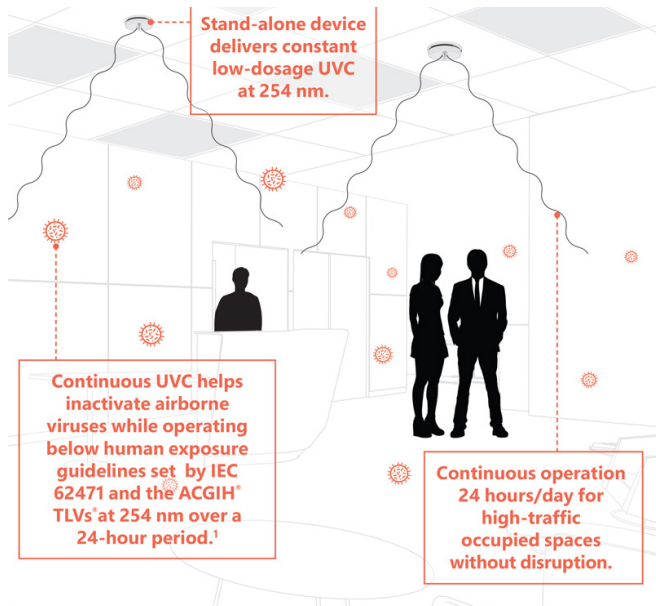 Stand-alone device
delivers constant
low-dosage UVC
at 254 nm.
Continuous UVC helps
inactivate airborne
viruses while operating
below human exposure
guidelines set by IEC
62471 and the ACGIH®
TLVs® at 254 nm over a
24-hour period.¹
Continuous operation
24 hours/day for
high-traffic
occupied spaces
without disruption.